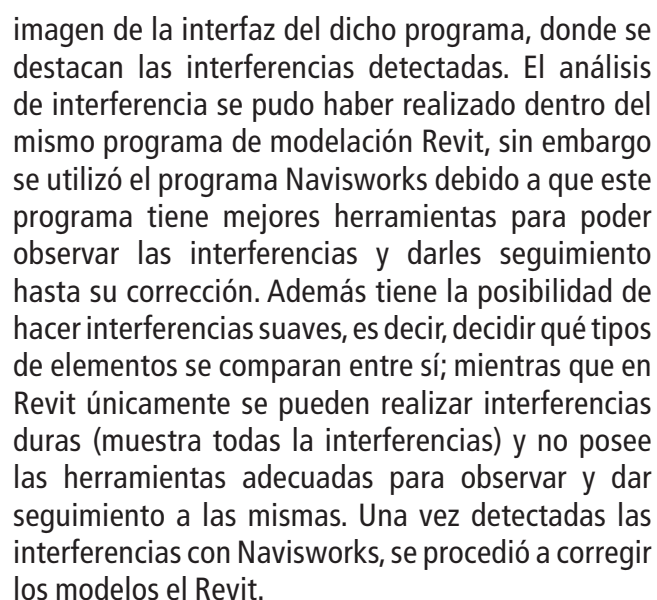 imagen de la interfaz del dicho programa, donde se
destacan las interferencias detectadas. El análisis
de interferencia se pudo haber realizado dentro del
mismo programa de modelación Revit, sin embargo
se utilizó el programa Navisworks debido a que este
programa tiene mejores herramientas para poder
observar las interferencias y darles seguimiento
hasta su corrección. Además tiene la posibilidad de
hacer interferencias suaves, es decir, decidir qué tipos
de elementos se comparan entre sí; mientras que en
Revit únicamente se pueden realizar interferencias
duras (muestra todas la interferencias) y no posee
las herramientas adecuadas para observar y dar
seguimiento a las mismas. Una vez detectadas las
interferencias con Navisworks, se procedió a corregir
los modelos el Revit.